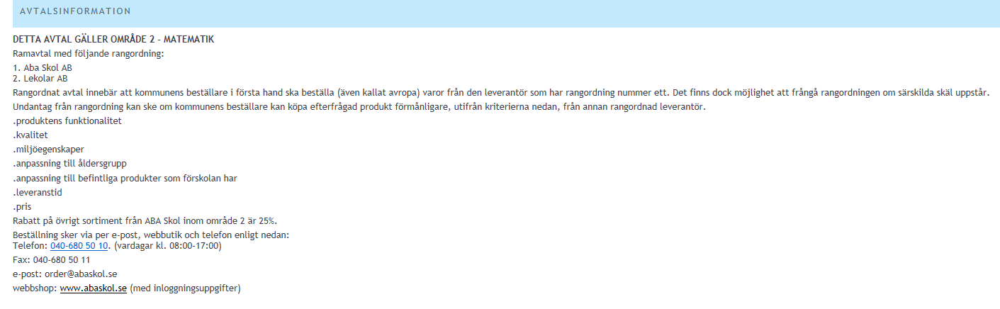 AVTALSINFORMATION
DETTA AVTAL GÄLLER OMRÅDE 2 - MATEMATIK
Ramavtal med följande rangordning:
1. Aba Skol AB
2. Lekolar AB
Rangordnat avtal innebär att kommunens beställare i första hand ska beställa (även kallat avropa) varor från den leverantör som har rangordning nummer ett. Det finns dock möjlighet att frångå rangordningen om särskilda skäl uppstår.
Undantag från rangordning kan ske om kommunens beställare kan köpa efterfrågad produkt förmånligare, utifrån kriterierna nedan, från annan rangordnad leverantör.
.produktens funktionalitet
.kvalitet
.miljöegenskaper
.anpassning till åldersgrupp
.anpassning till befintliga produkter som förskolan har
.leveranstid
.pris
Rabatt på övrigt sortiment från ABA Skol inom område 2 är 25%.
Beställning sker via per e-post, webbutik och telefon enligt nedan:
Telefon: 040-680 50 10. (vardagar kl. 08:00-17:00)
Fax: 040-680 50 11
e-post: order@abaskol.se
webbshop: www.abaskol.se (med inloggningsuppgifter)